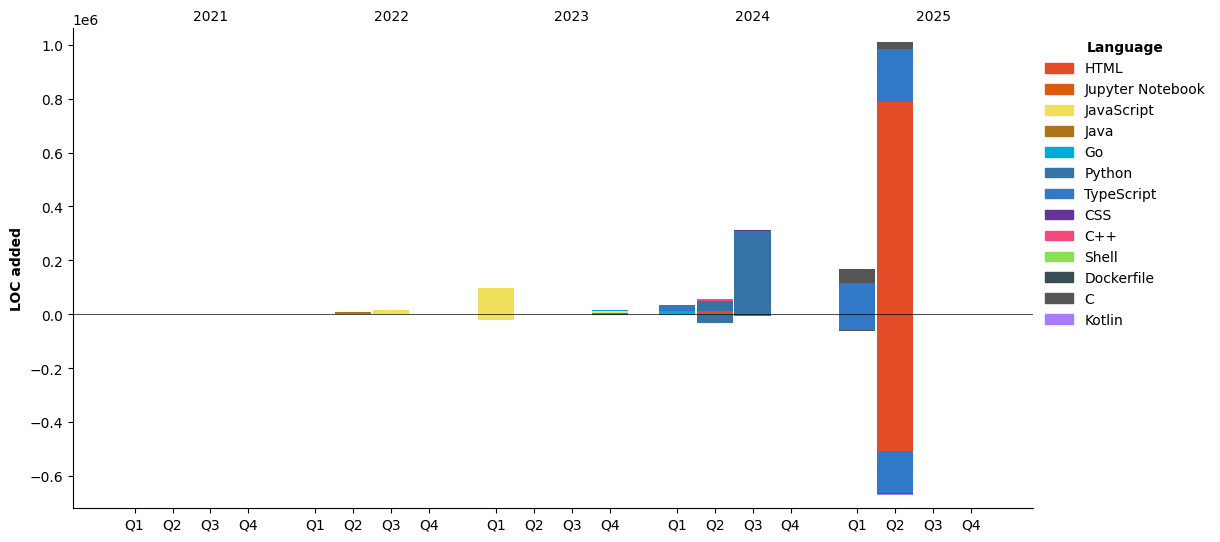 1e6
2021 2022 2023 2024 2025
LOC added
1.0
0.8
0.6
0.4
0.2
0.0
−0.2
−0.4
−0.6
Q1 Q2 Q3 Q4 Q1 Q2 Q3 Q4 Q1 Q2 Q3 Q4 Q1 Q2 Q3 Q4 Q1 Q2 Q3 Q4
Language
HTML
Jupyter Notebook
JavaScript
Java
Go
Python
TypeScript
CSS
C++
Shell
Dockerfile
C
Kotlin